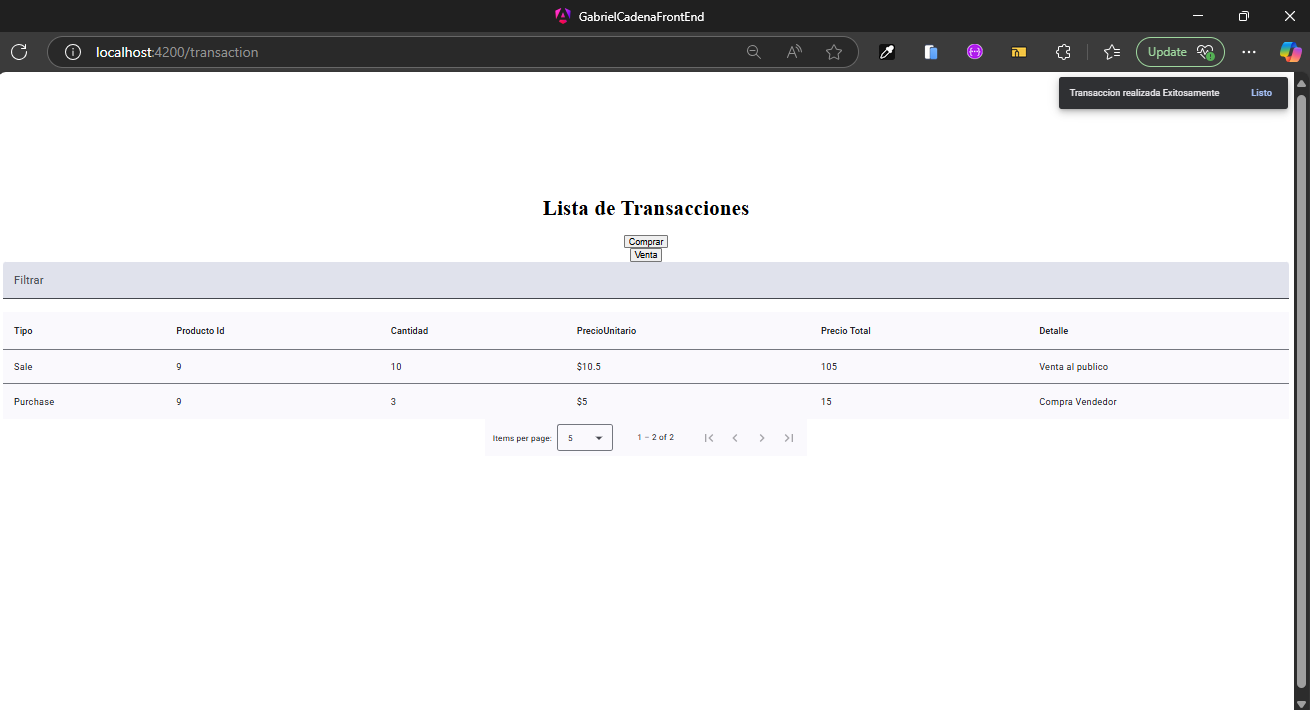 GabrielCadenaFrontEnd
localhost:4200/transaction
Update
Transaccion realizada Exitosamente Listo
Lista de Transacciones
Comprar
Venta
Filtrar
Tipo Producto Id Cantidad PrecioUnitario Precio Total Detalle
Sale 9 10 $10.5 105 Venta al publico
Purchase 9 3 $5 15 Compra Vendedor
Items per page: 5 1 – 2 of 2